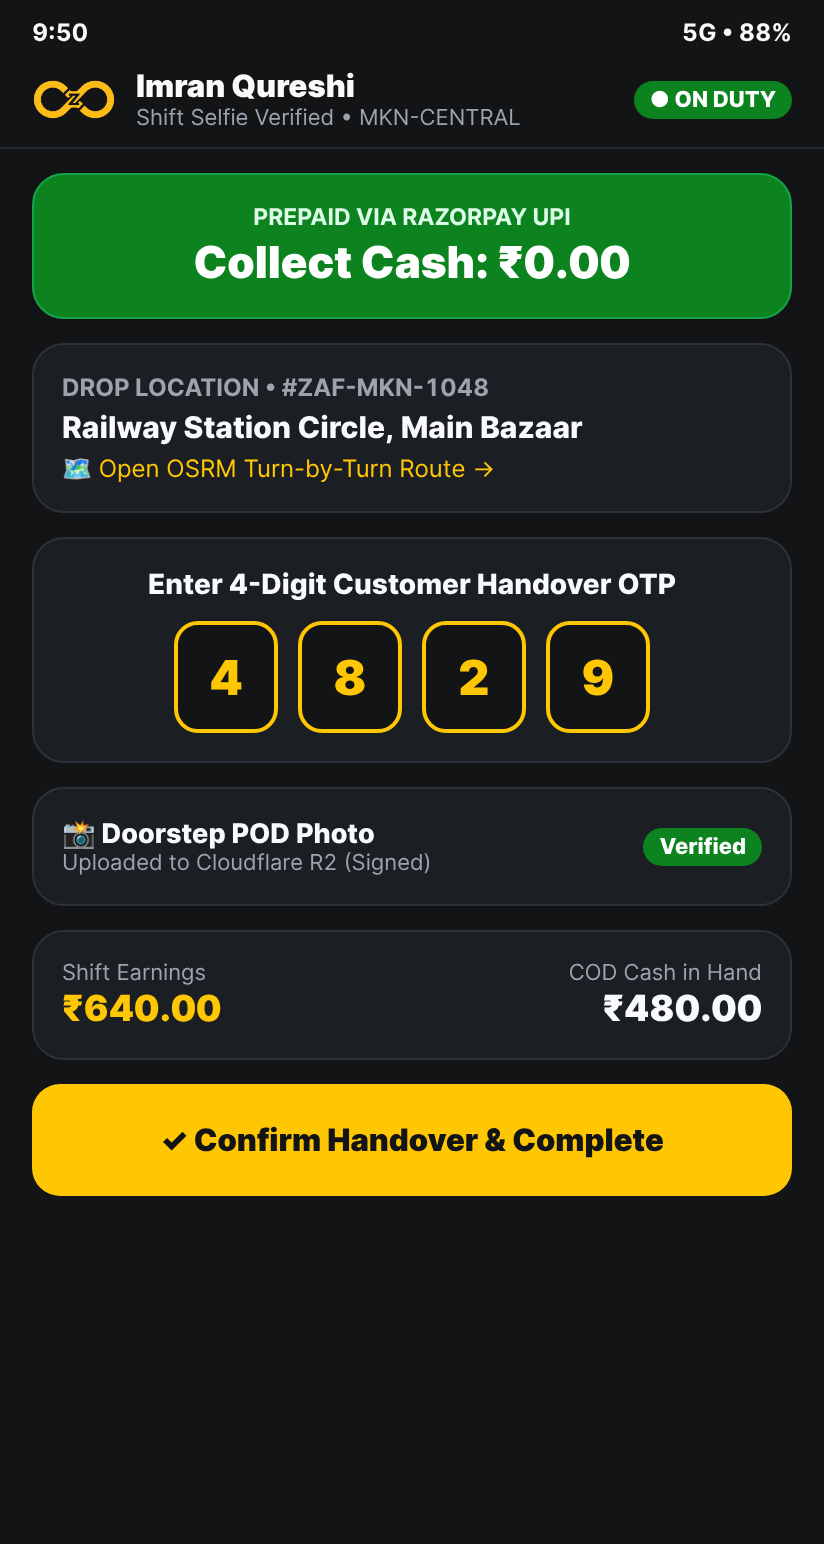 9:50
5G • 88%
Z
Imran Qureshi
Shift Selfie Verified • MKN-CENTRAL
● ON DUTY
PREPAID VIA RAZORPAY UPI
Collect Cash: ₹0.00
DROP LOCATION • #ZAF-MKN-1048
Railway Station Circle, Main Bazaar
🗺️ Open OSRM Turn-by-Turn Route →
Enter 4-Digit Customer Handover OTP
4 8 2 9
📸 Doorstep POD Photo
Uploaded to Cloudflare R2 (Signed)
Verified
Shift Earnings
₹640.00
COD Cash in Hand
₹480.00
✓ Confirm Handover & Complete